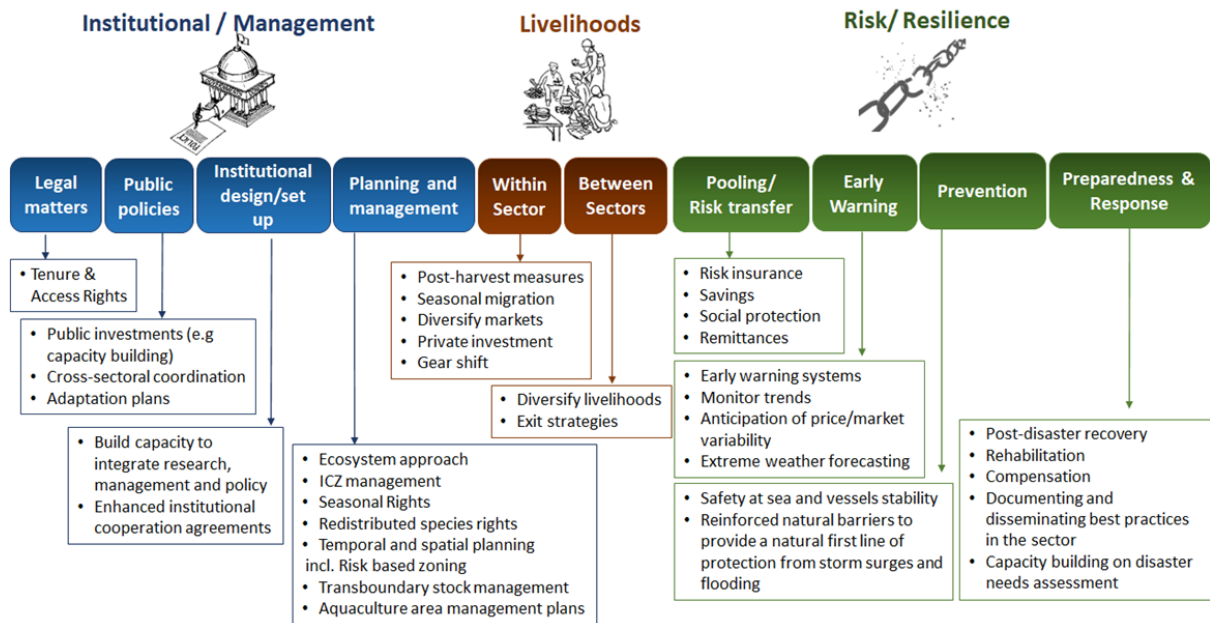 Institutional / Management
Livelihoods
Risk/ Resilience
POLICY
Legal
matters
Public
policies
Institutional
design/set
up
Planning and
management
Within
Sector
Between
Sectors
Pooling/
Risk transfer
Early
Warning
Prevention
Preparedness &
Response
• Tenure &
Access Rights
• Public investments (e.g
capacity building)
• Cross-sectoral coordination
• Adaptation plans
• Build capacity to
integrate research,
management and policy
• Enhanced institutional
cooperation agreements
• Ecosystem approach
• ICZ management
• Seasonal Rights
• Redistributed species rights
• Temporal and spatial planning
incl. Risk based zoning
• Transboundary stock management
• Aquaculture area management plans
• Post-harvest measures
• Seasonal migration
• Diversify markets
• Private investment
• Gear shift
• Diversify livelihoods
• Exit strategies
• Risk insurance
• Savings
• Social protection
• Remittances
• Early warning systems
• Monitor trends
• Anticipation of price/market
variability
• Extreme weather forecasting
• Safety at sea and vessels stability
• Reinforced natural barriers to
provide a natural first line of
protection from storm surges and
flooding
• Post-disaster recovery
• Rehabilitation
• Compensation
• Documenting and
disseminating best practices
in the sector
• Capacity building on disaster
needs assessment